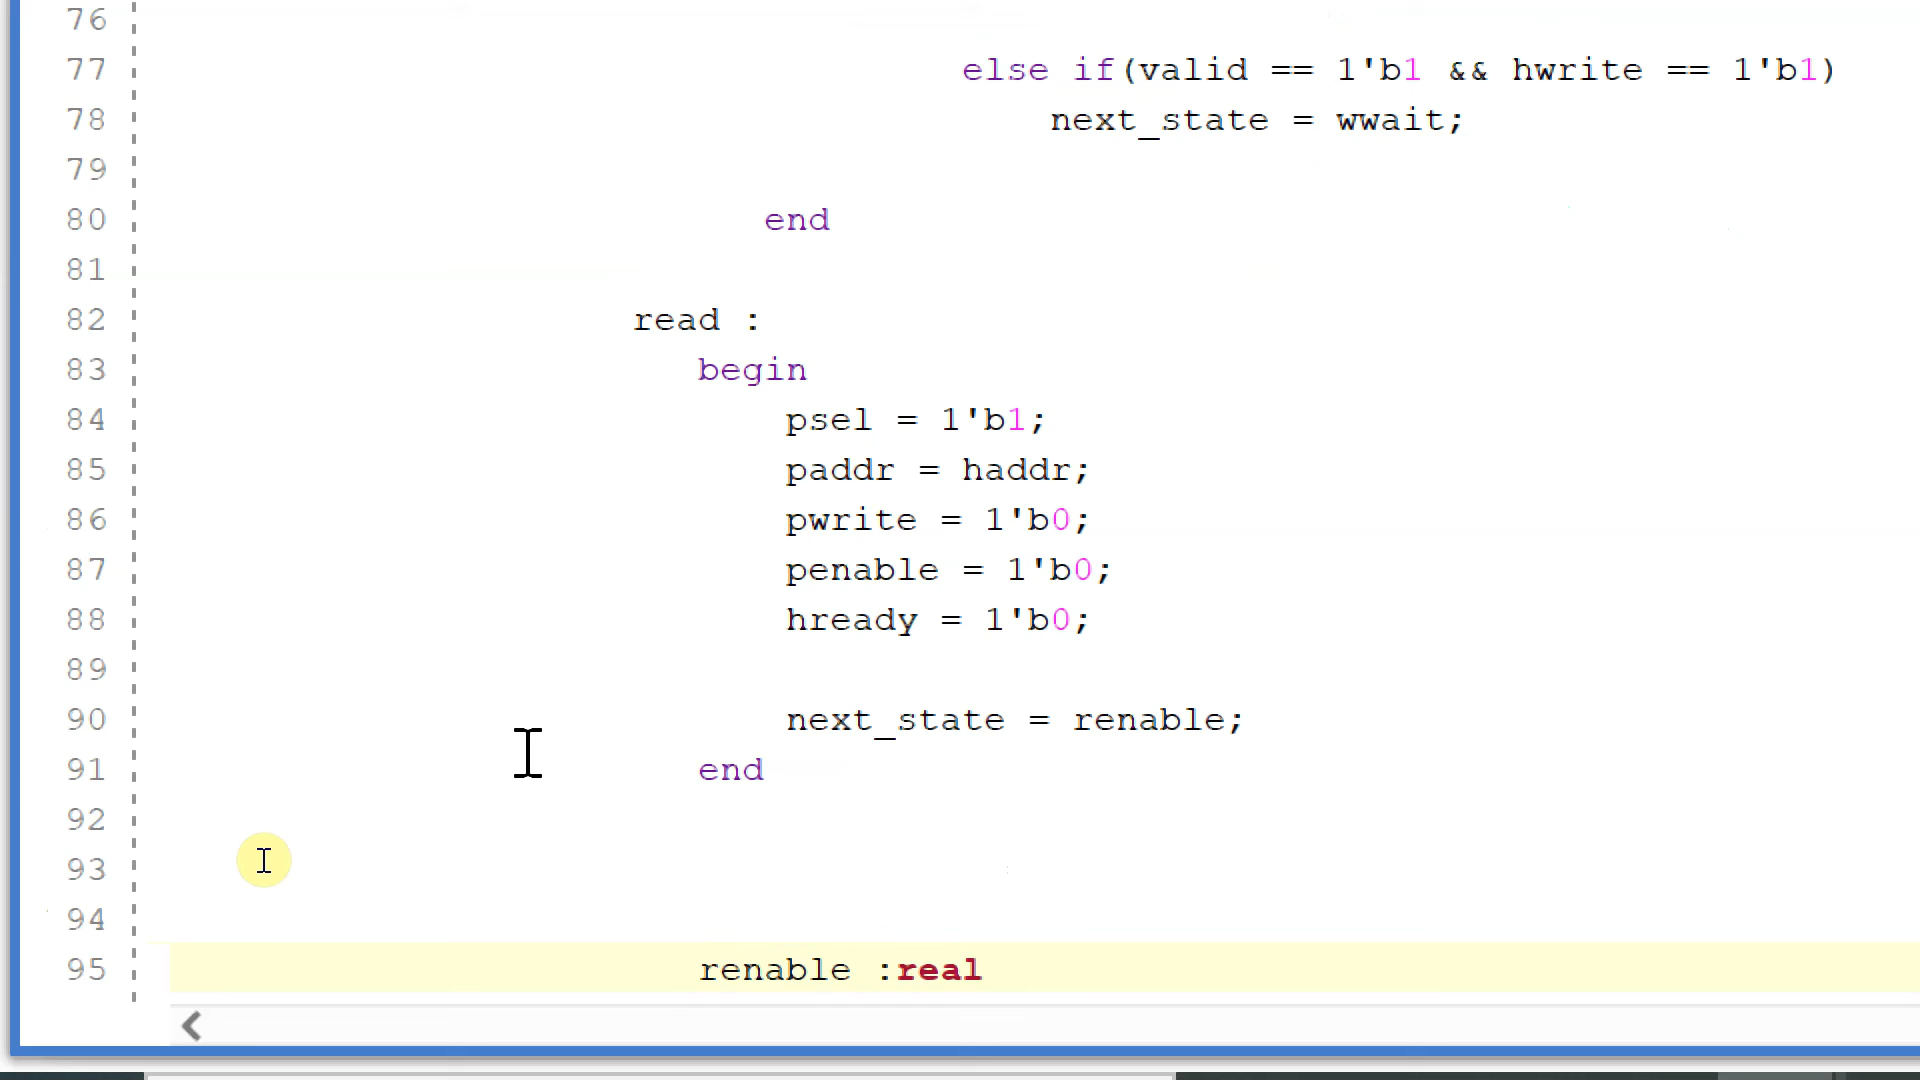 76
77 else if(valid == 1'b1 && hwrite == 1'b1)
78 next_state = wwait;
79
80 end
81
82 read :
83 begin
84 psel = 1'b1;
85 paddr = haddr;
86 pwrite = 1'b0;
87 penable = 1'b0;
88 hready = 1'b0;
89
90 next_state = renable;
91 end
92
93
94
95 renable :real